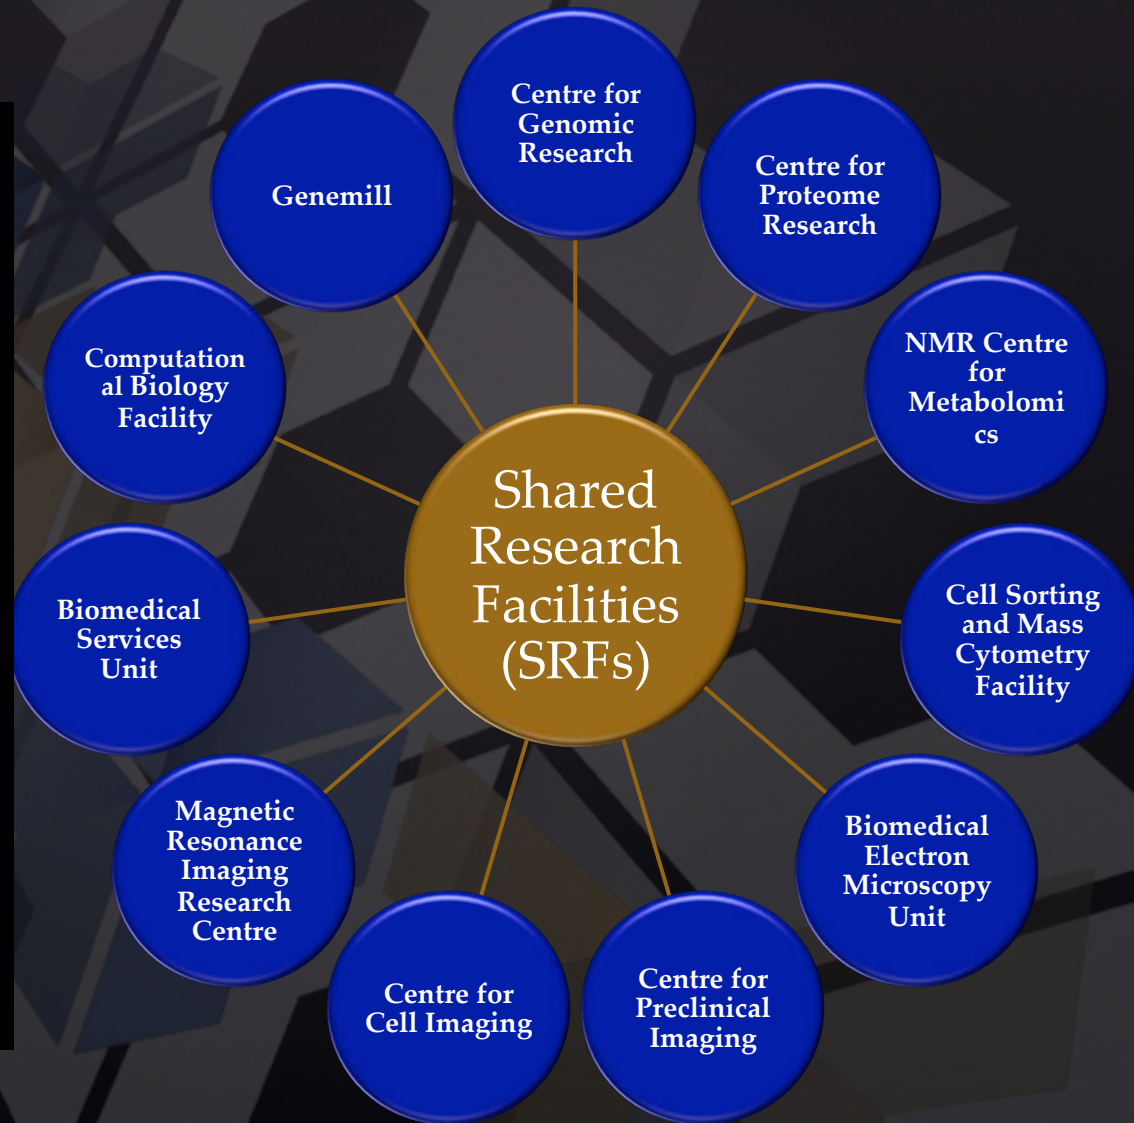 Centre for
Genomic
Research
Centre for
Proteome
Research
NMR Centre
for
Metabolomi
cs
Cell Sorting
and Mass
Cytometry
Facility
Biomedical
Electron
Microscopy
Unit
Centre for
Preclinical
Imaging
Centre for
Cell Imaging
Magnetic
Resonance
Imaging
Research
Centre
Biomedical
Services
Unit
Computation
al Biology
Facility
Genemill
Shared
Research
Facilities
(SRFs)